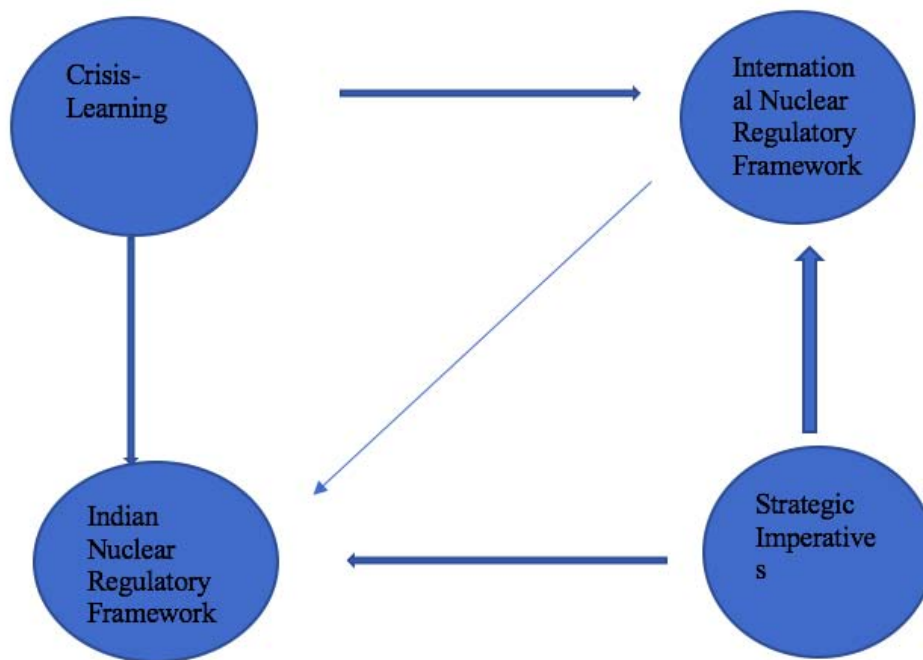 Crisis-
Learning
Internation
al Nuclear
Regulatory
Framework
Indian
Nuclear
Regulatory
Framework
Strategic
Imperative
s